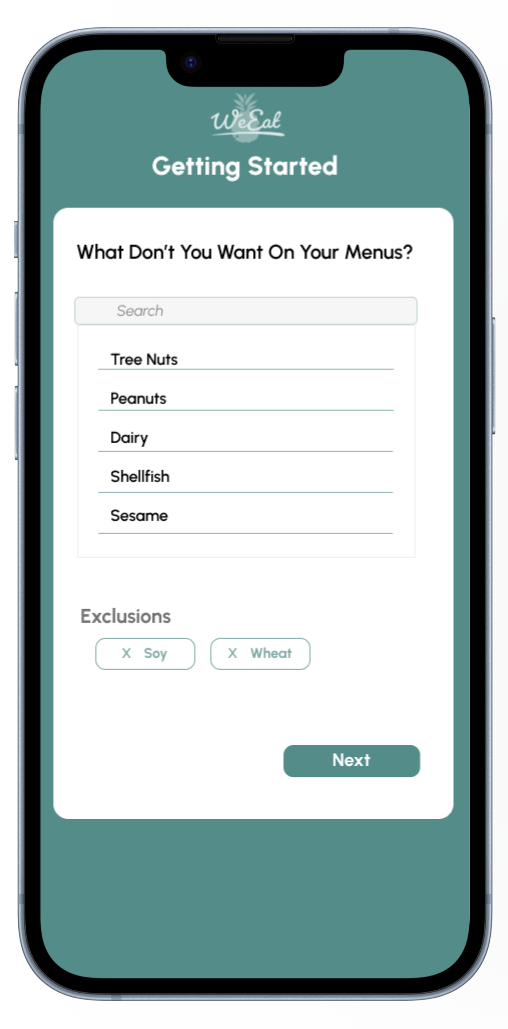 WeEat
Getting Started
What Don't You Want On Your Menus?
Search
Tree Nuts
Peanuts
Dairy
Shellfish
Sesame
Exclusions
X Soy X Wheat
Next